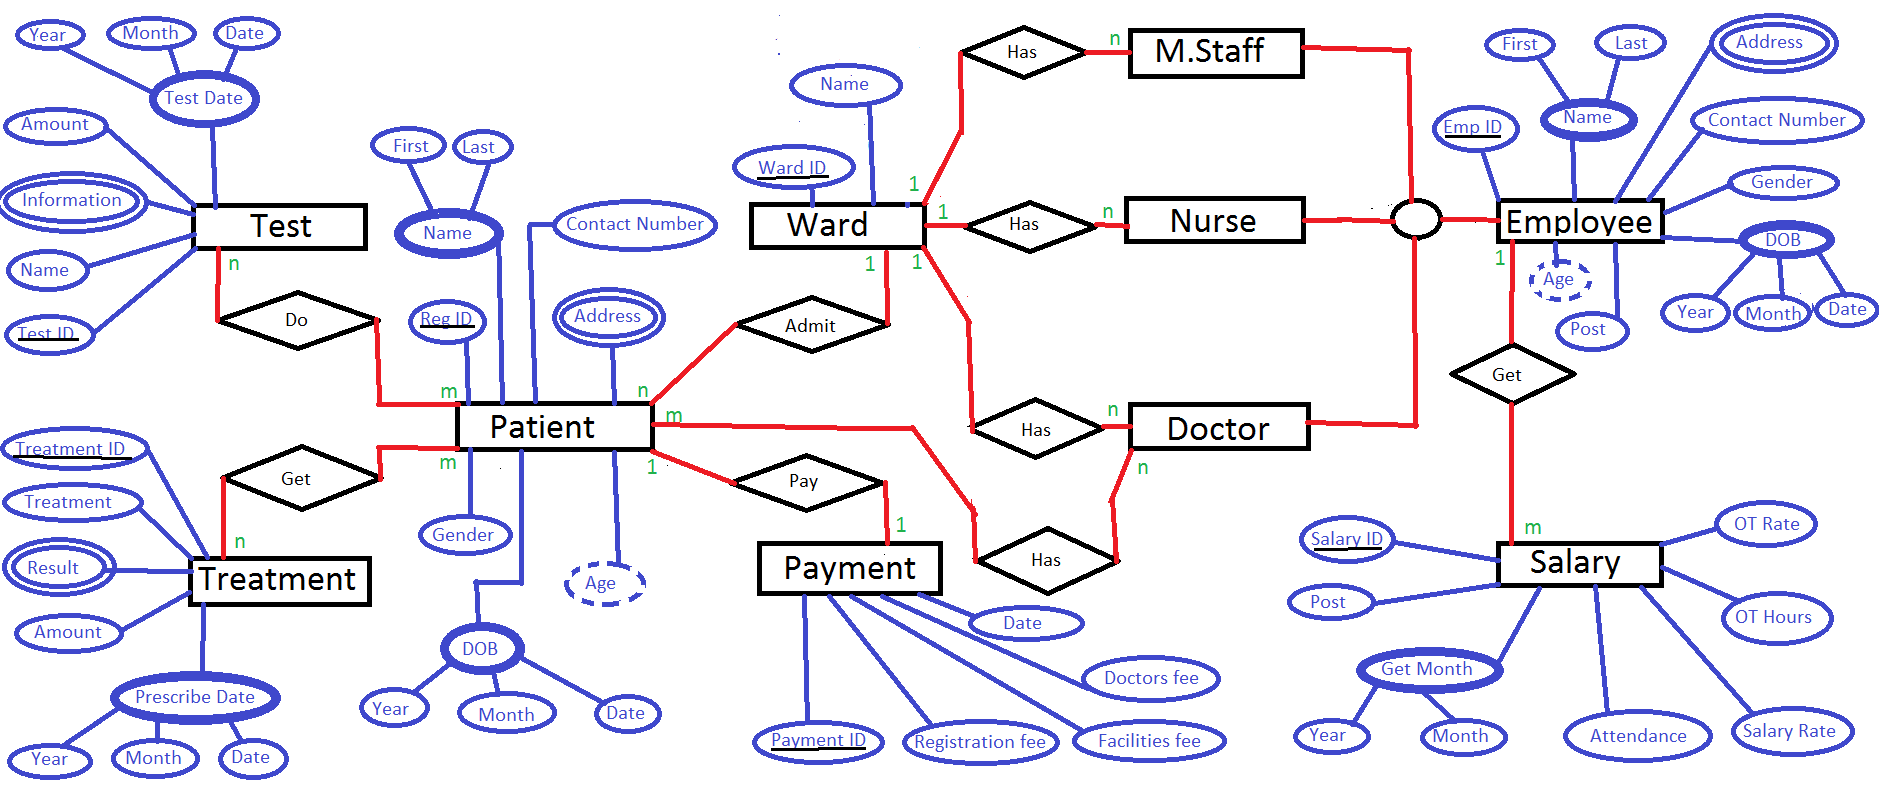 Year
Month
Date
Test Date
Amount
Information
Name
Test ID
Test
n
Do
m
First
Last
Name
Contact Number
Reg ID
Address
Patient
n
m
1
m
Get
n
Treatment ID
Treatment
Result
Amount
Treatment
Prescribe Date
Year
Month
Date
Gender
Age
DOB
Year
Month
Date
Name
Ward ID
Ward
1
1
1
1
Admit
Has
n
M.Staff
Has
n
Nurse
Has
n
Doctor
n
Has
Pay
1
Payment
Date
Doctors fee
Facilities fee
Registration fee
Payment ID
First
Last
Name
Address
Emp ID
Contact Number
Gender
Employee
DOB
Year
Month
Date
Age
Post
1
Get
m
Salary
Salary ID
Post
OT Rate
OT Hours
Get Month
Year
Month
Attendance
Salary Rate